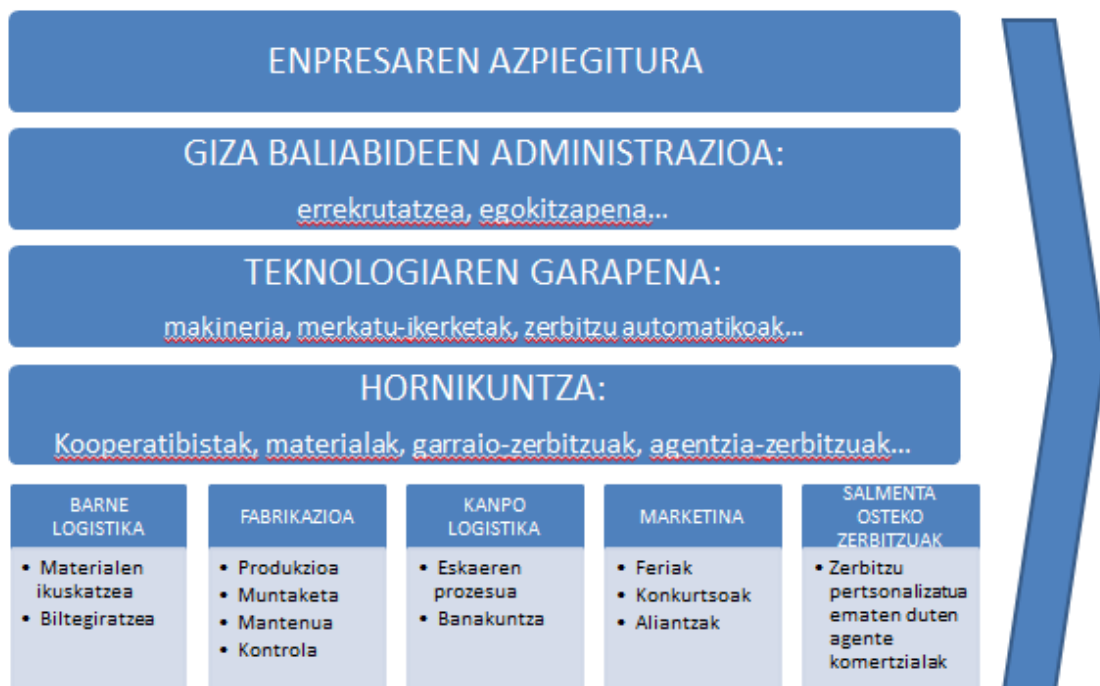 ENPRESAREN AZPIEGITURA
GIZA BALIABIDEEN ADMINISTRAZIOA:
errekrutatzea, egokitzapena...
TEKNOLOGIAREN GARAPENA:
makineria, merkatu-ikerketak, zerbitzu automatikoak...
HORNIKUNTZA:
Kooperatibistak, materialak, garraio-zerbitzuak, agentzia-zerbitzuak...
BARNE
LOGISTIKA
• Materialen
ikuskatzea
• Biltegiratzea
FABRIKAZIOA
• Produkzioa
• Muntaketa
• Mantenua
• Kontrola
KANPO
LOGISTIKA
• Eskaeren
prozesua
• Banakuntza
MARKETINA
• Feriak
• Konkurtsoak
• Aliantzak
SALMENTA
OSTEKO
ZERBITZUAK
• Zerbitzu
pertsonalizatua
ematen duten
agente
komertzialak